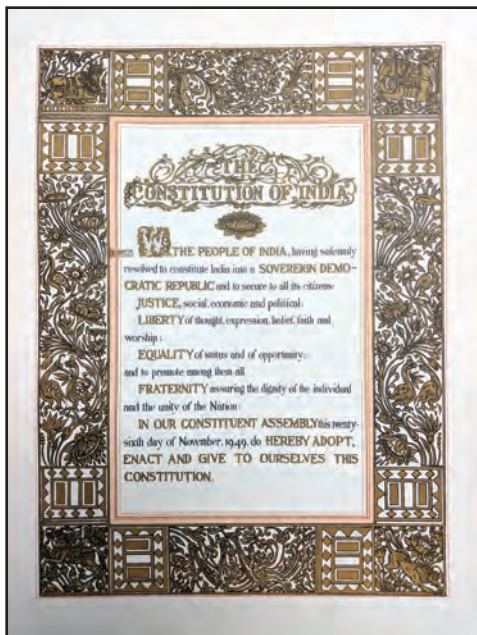 THE
CONSTITUTION OF INDIA
WE, THE PEOPLE OF INDIA, having solemnly
resolved to constitute India into a SOVEREIGN DEMO-
CRATIC REPUBLIC and to secure to all its citizens:
JUSTICE, social, economic and political;
LIBERTY of thought, expression, belief, faith and
worship;
EQUALITY of status and of opportunity;
and to promote among them all
FRATERNITY assuring the dignity of the individual
and the unity of the Nation;
IN OUR CONSTITUENT ASSEMBLY this twenty-
sixth day of November, 1949, do HEREBY ADOPT,
ENACT AND GIVE TO OURSELVES THIS
CONSTITUTION.